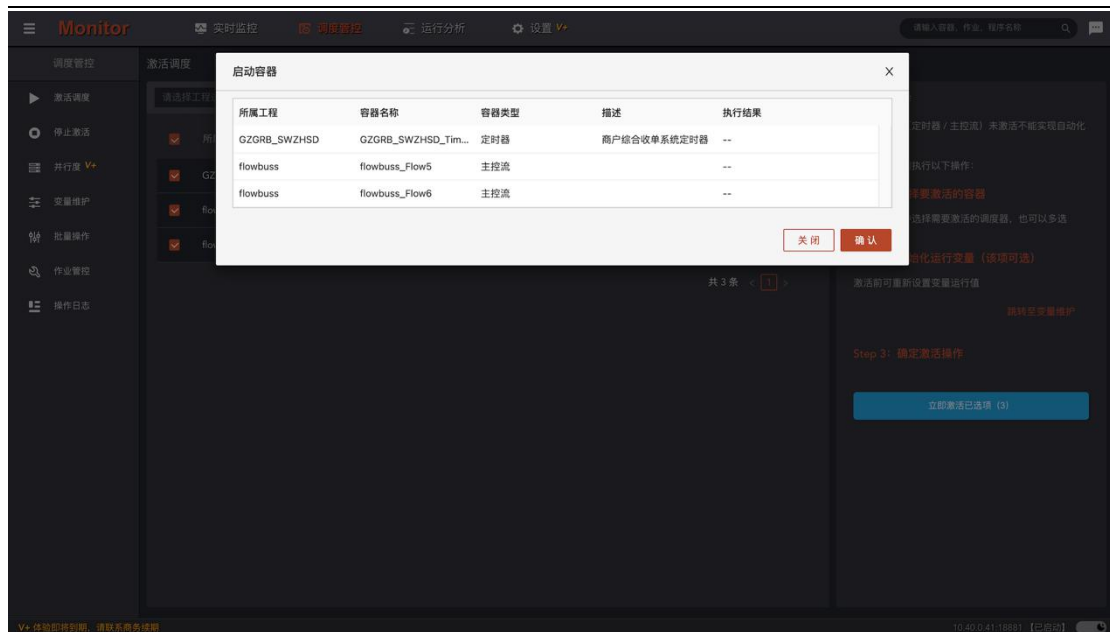 Monitor 实时监控 调度管控 运行分析 设置 V+ 请输入容器、作业、程序名称
调度管控
激活调度
停止激活
并行度 V+
变量维护
批量操作
作业管控
操作日志
激活调度
请选择工程
所
GZ
flow
flow
启动容器 X
所属工程 容器名称 容器类型 描述 执行结果
GZGRB_SWZHSD GZGRB_SWZHSD_Tim... 定时器 商户综合收单系统定时器 --
flowbuss flowbuss_Flow5 主控流 --
flowbuss flowbuss_Flow6 主控流 --
关 闭 确 认
共 3 条 < 1 >
定时器 / 主控流）未激活不能实现自动化
执行以下操作：
择要激活的容器
选择需要激活的调度器，也可以多选
始化运行变量（该项可选）
激活前可重新设置变量运行值
跳转至变量维护
Step 3：确定激活操作
立即激活已选项（3）
V+ 体验即将到期，请联系商务续期 10.40.0.41:18881 【已启动】